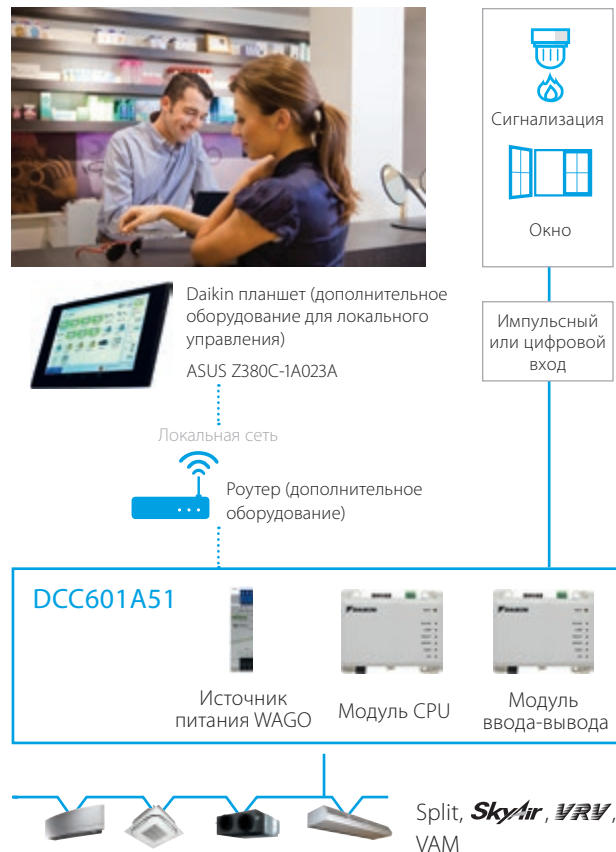 Сигнализация
Окно
Daikin планшет (дополнительное
оборудование для локального
управления)
ASUS Z380C-1A023A
Импульсный
или цифровой
вход
Локальная сеть
Роутер (дополнительное
оборудование)
DCC601A51
Источник
питания WAGO
Модуль CPU
Модуль
ввода-вывода
Split, SkyAir, VRV,
VAM